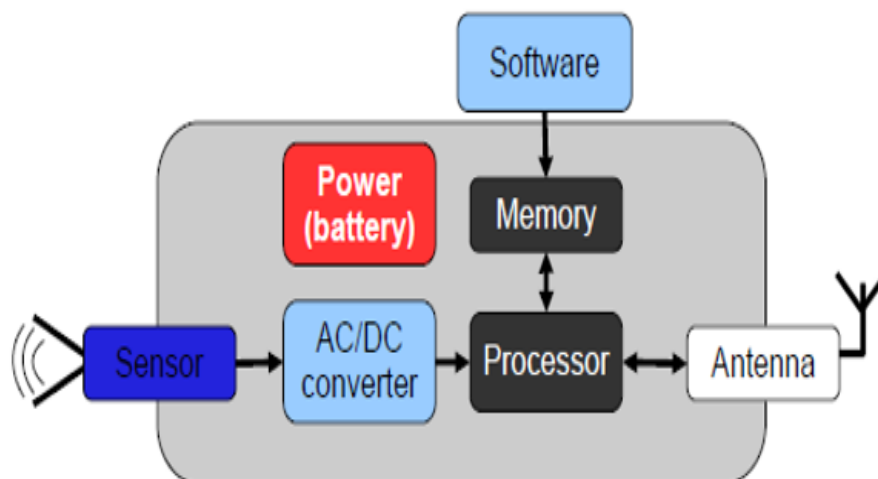 Software
Power
(battery)
Memory
Sensor
AC/DC
converter
Processor
Antenna